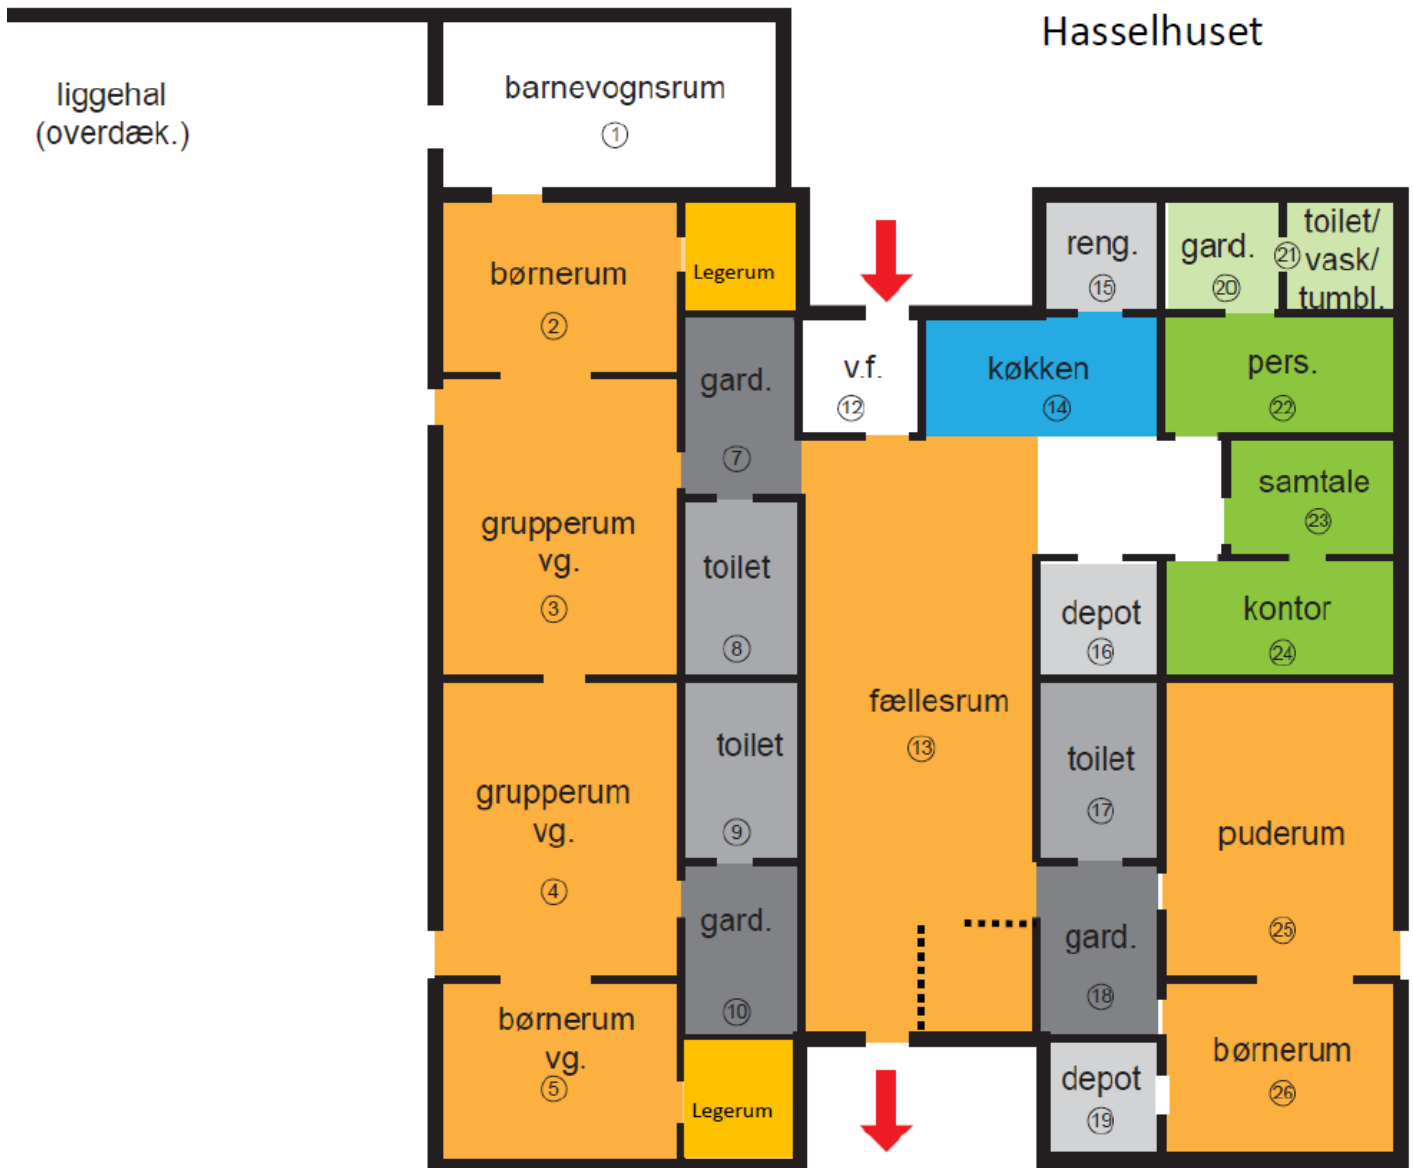 Hasselhuset
liggehal
(overdæk.)
barnevognsrum
1
børnerum
2
Legerum
gard.
7
grupperum
vg.
3
toilet
8
toilet
9
grupperum
vg.
4
gard.
10
børnerum
vg.
5
Legerum
v.f.
12
køkken
14
reng.
15
gard.
20
21
toilet/
vask/
tumbl.
pers.
22
samtale
23
kontor
24
depot
16
fællesrum
13
toilet
17
puderum
25
gard.
18
depot
19
børnerum
26